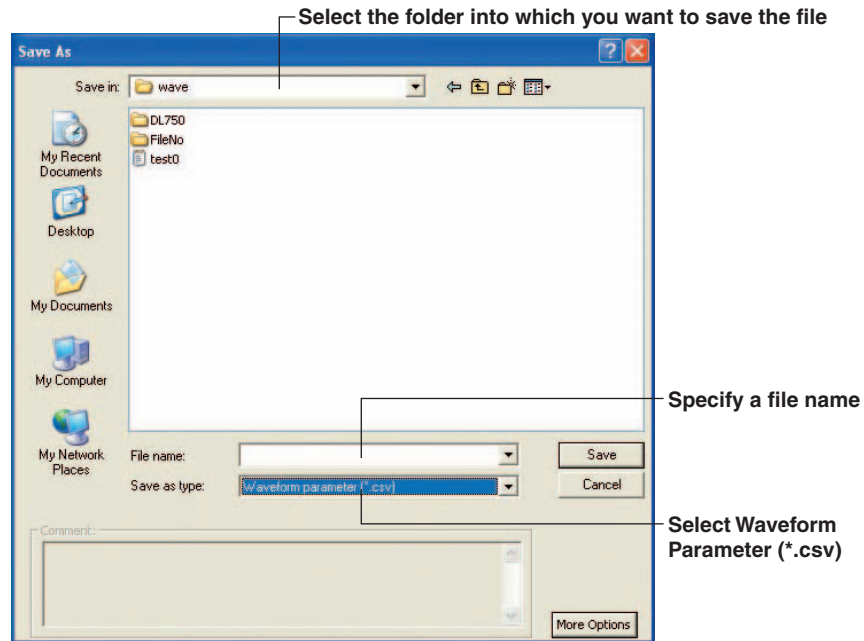 Select the folder into which you want to save the file
Save As
Save in:
wave
DL750
FileNo
test0
My Recent
Documents
Desktop
My Documents
My Computer
My Network
Places
File name:
Save
Specify a file name
Save as type:
Waveform parameter (*.csv)
Cancel
Select Waveform
Parameter (*.csv)
Comment:
More Options